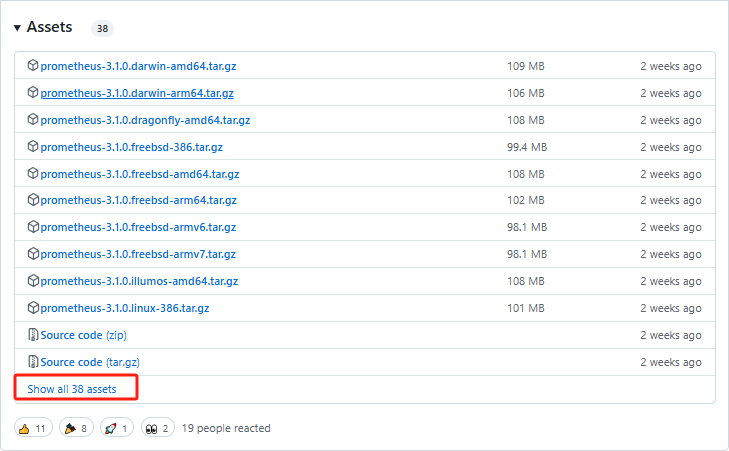 Assets 38
prometheus-3.1.0.darwin-amd64.tar.gz 109 MB 2 weeks ago
prometheus-3.1.0.darwin-arm64.tar.gz 106 MB 2 weeks ago
prometheus-3.1.0.dragonfly-amd64.tar.gz 108 MB 2 weeks ago
prometheus-3.1.0.freebsd-386.tar.gz 99.4 MB 2 weeks ago
prometheus-3.1.0.freebsd-amd64.tar.gz 108 MB 2 weeks ago
prometheus-3.1.0.freebsd-arm64.tar.gz 102 MB 2 weeks ago
prometheus-3.1.0.freebsd-armv6.tar.gz 98.1 MB 2 weeks ago
prometheus-3.1.0.freebsd-armv7.tar.gz 98.1 MB 2 weeks ago
prometheus-3.1.0.illumos-amd64.tar.gz 108 MB 2 weeks ago
prometheus-3.1.0.linux-386.tar.gz 101 MB 2 weeks ago
Source code (zip) 2 weeks ago
Source code (tar.gz) 2 weeks ago
Show all 38 assets
11 8 1 2 19 people reacted